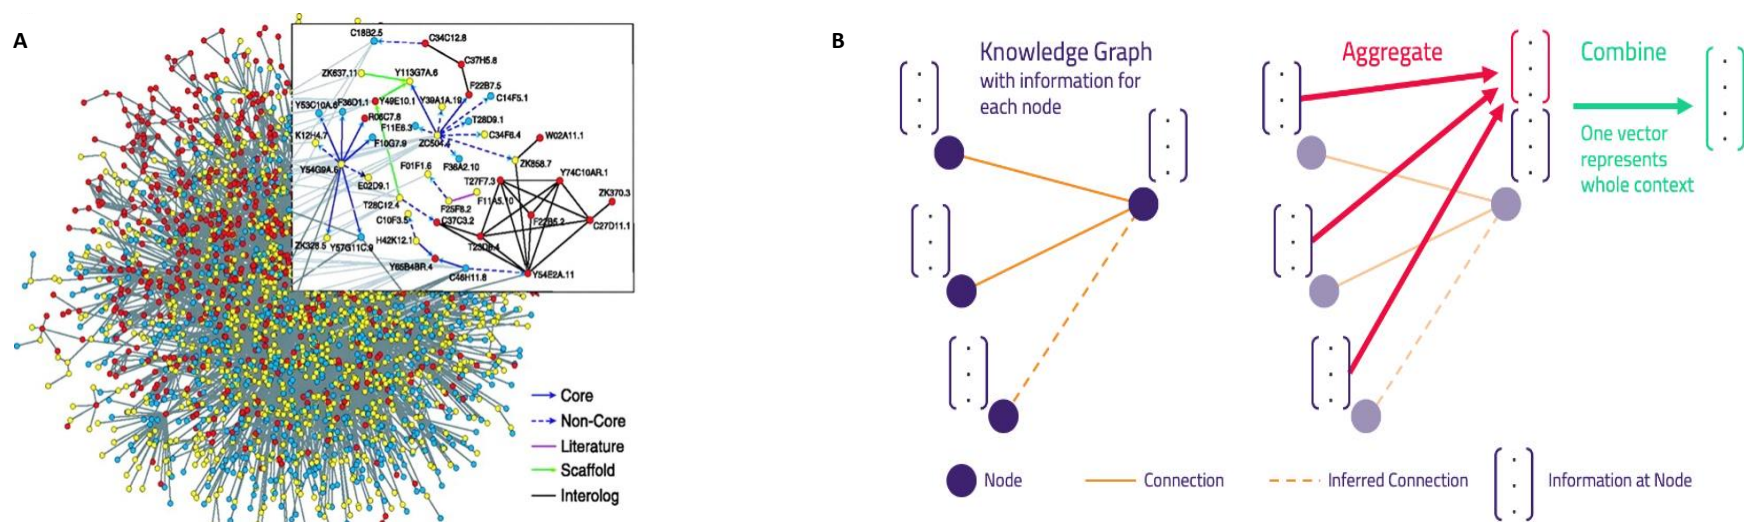 A
C18B2.5
C34C12.8
C37H5.8
ZK637.11
Y113G7A.6
F22B7.5
C14F5.1
Y53C10A.6
F36D1.1
Y49E10.1
Y39A1A.19
R06C7.8
T28D9.1
F11E6.3
K12H4.7
F10G7.9
ZC504.4
C34F6.4
W02A11.1
Y54G9A.6
F01F1.6
F36A2.10
ZK858.7
E02D9.1
T27F7.3
Y74C10AR.1
T28C12.4
F25F8.2
F11A5.10
ZK370.3
C10F3.5
C37C3.2
F22B5.2
C27D11.1
ZK328.5
Y57G11C.9
H42K12.1
T23D8.4
Y65B4BR.4
C46H11.8
Y54E2A.11
Core
Non-Core
Literature
Scaffold
Interolog
B
Knowledge Graph
with information for
each node
Aggregate
Combine
One vector
represents
whole context
Node
Connection
Inferred Connection
Information at Node